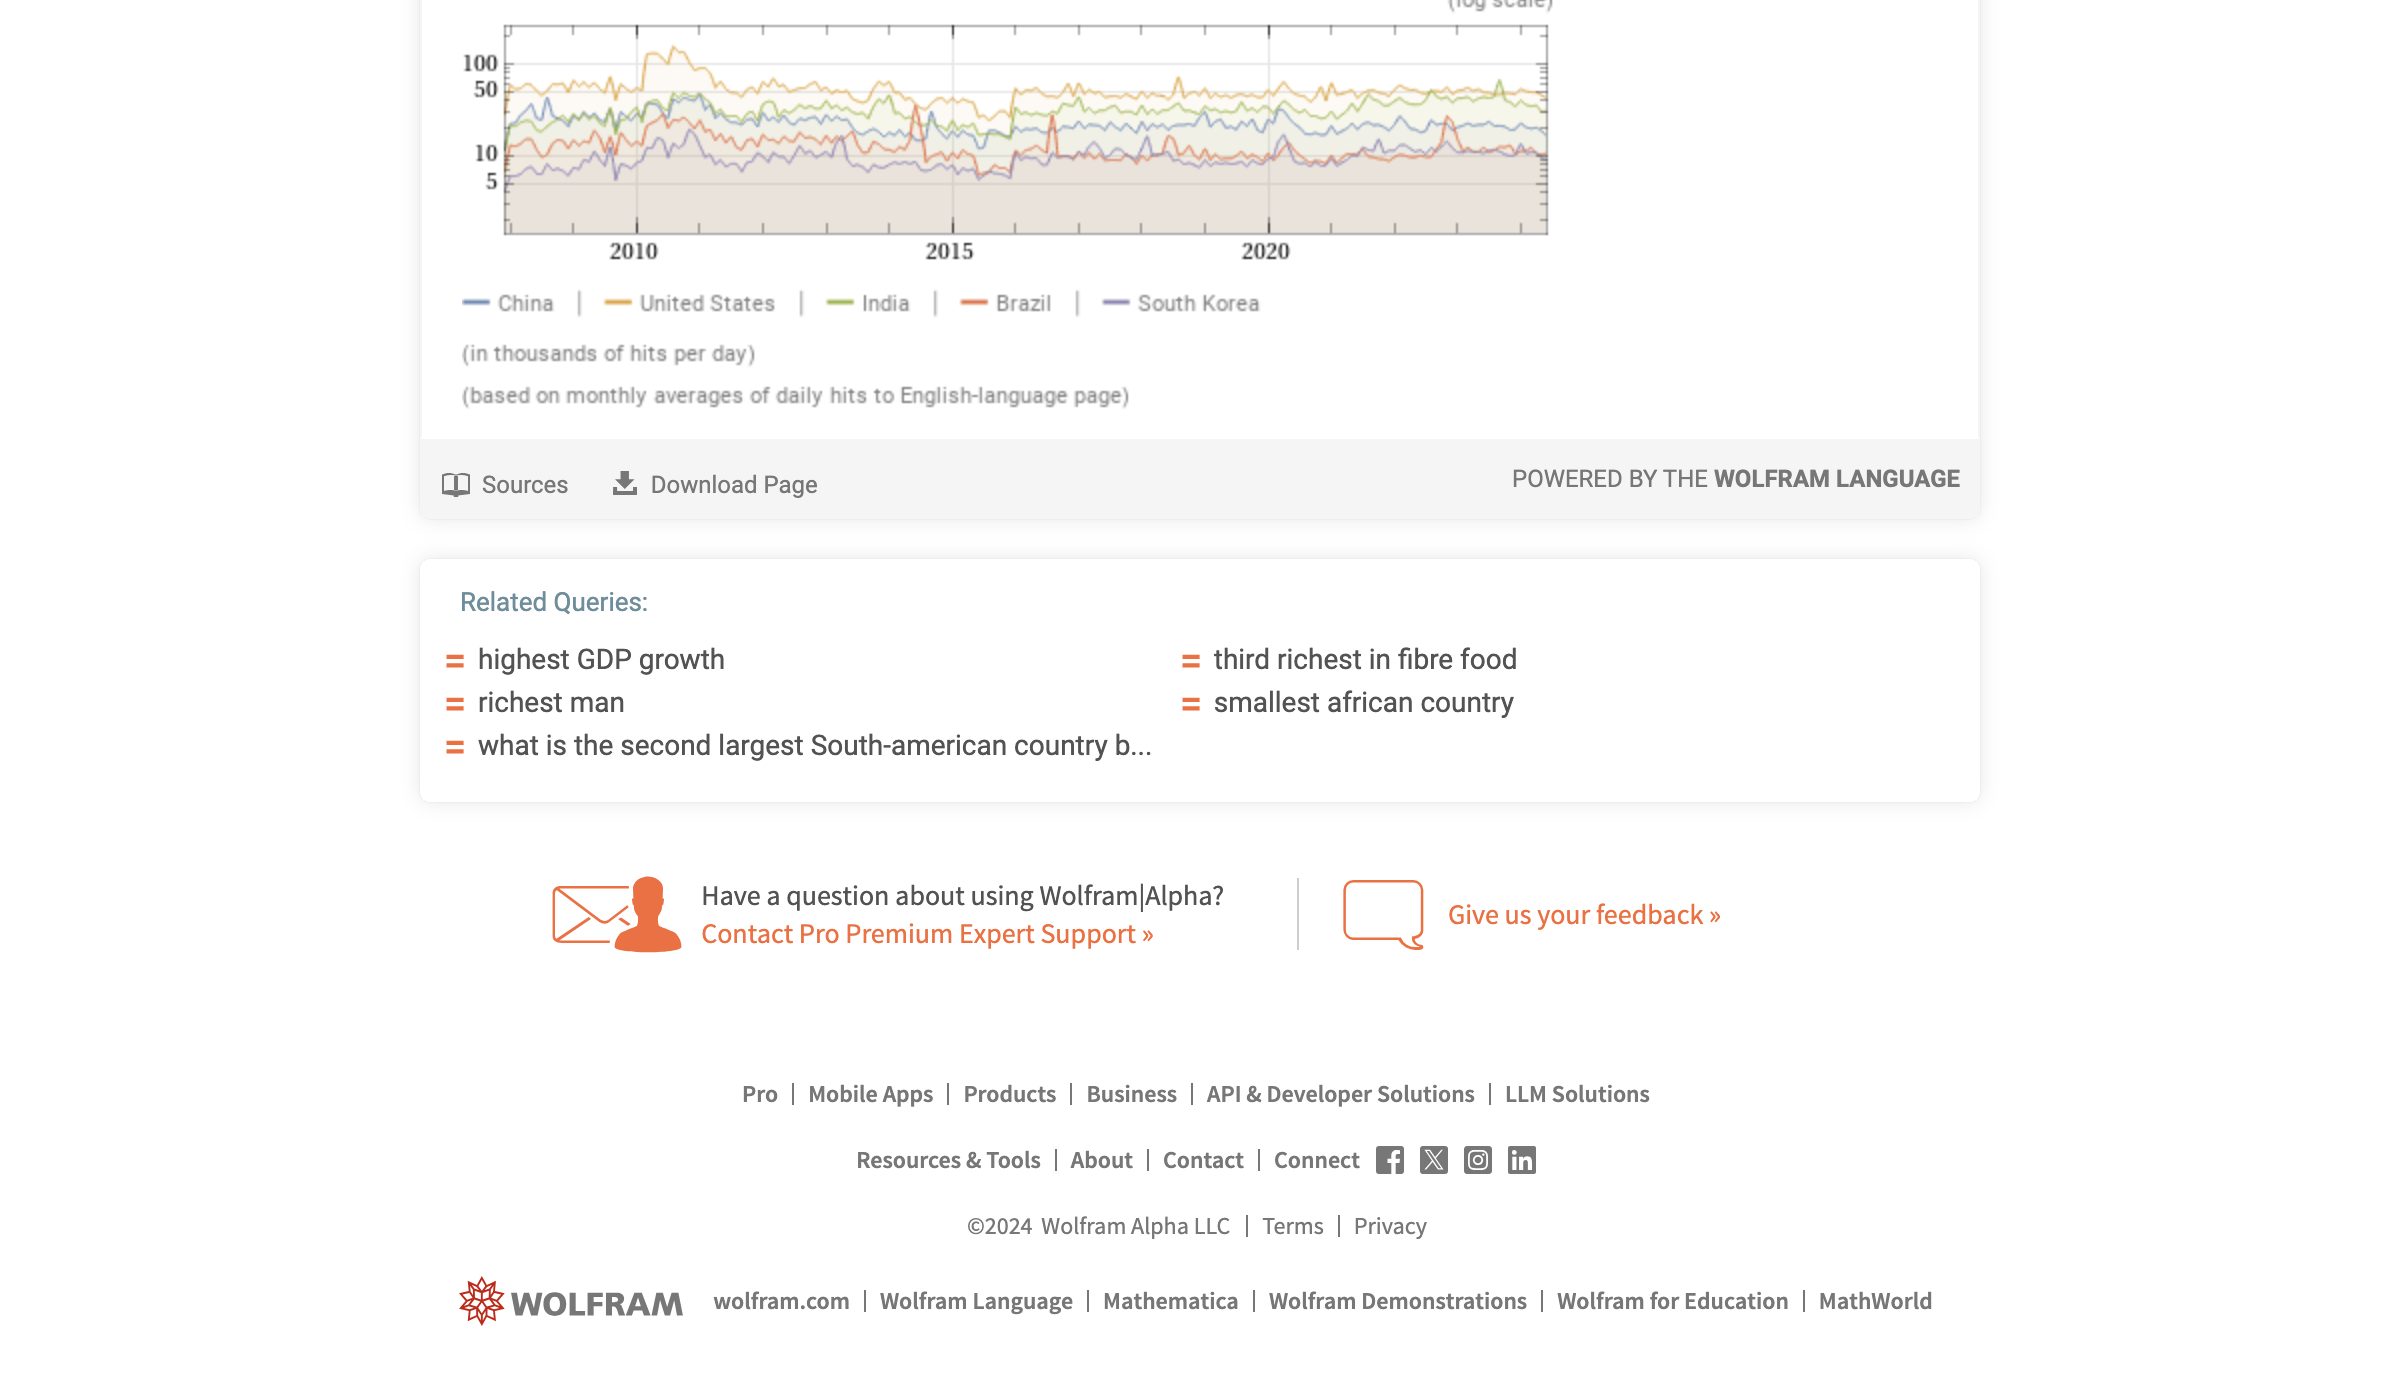 (log scale)
100
50
10
5
2010 2015 2020
China | United States | India | Brazil | South Korea
(in thousands of hits per day)
(based on monthly averages of daily hits to English-language page)
Sources Download Page POWERED BY THE WOLFRAM LANGUAGE
Related Queries:
= highest GDP growth
= third richest in fibre food
= richest man
= smallest african country
= what is the second largest South-american country b...
Have a question about using Wolfram|Alpha?
Contact Pro Premium Expert Support »
Give us your feedback »
Pro | Mobile Apps | Products | Business | API & Developer Solutions | LLM Solutions
Resources & Tools | About | Contact | Connect
©2024 Wolfram Alpha LLC | Terms | Privacy
WOLFRAM wolfram.com | Wolfram Language | Mathematica | Wolfram Demonstrations | Wolfram for Education | MathWorld